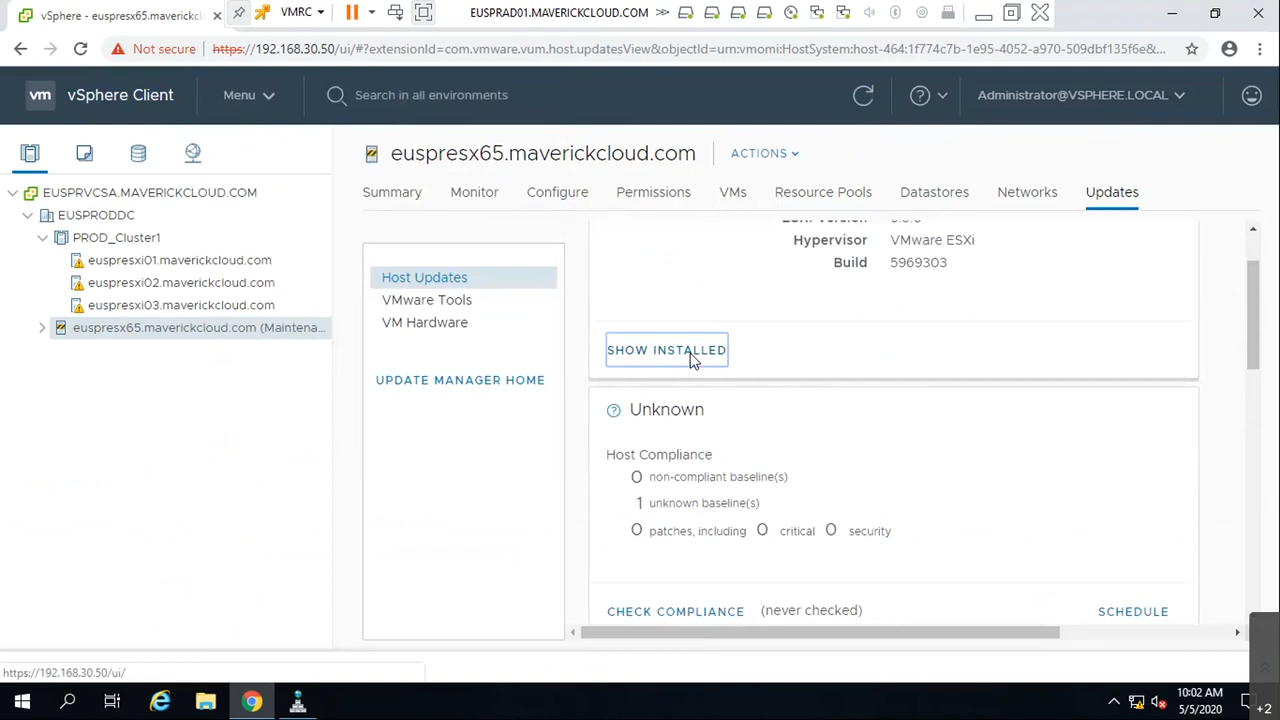 vSphere - euspresx65.maverickclo
VMRC
EUSPRAD01.MAVERICKCLOUD.COM
Not secure
https://192.168.30.50/ui/#?extensionId=com.vmware.vum.host.updatesView&objectId=urn:vmomi:HostSystem:host-464:1f774c7b-1e95-4052-a970-509dbf135f6e&...
vm vSphere Client
Menu
Search in all environments
Administrator@VSPHERE.LOCAL
euspresx65.maverickcloud.com
ACTIONS
EUSPRVCSA.MAVERICKCLOUD.COM
EUSPRODDC
PROD_Cluster1
euspresxi01.maverickcloud.com
euspresxi02.maverickcloud.com
euspresxi03.maverickcloud.com
euspresx65.maverickcloud.com (Maintena...
Summary
Monitor
Configure
Permissions
VMs
Resource Pools
Datastores
Networks
Updates
Host Updates
VMware Tools
VM Hardware
UPDATE MANAGER HOME
Hypervisor VMware ESXi
Build 5969303
SHOW INSTALLED
Unknown
Host Compliance
0 non-compliant baseline(s)
1 unknown baseline(s)
0 patches, including 0 critical 0 security
CHECK COMPLIANCE (never checked)
SCHEDULE
https://192.168.30.50/ui/
10:02 AM
5/5/2020
+2